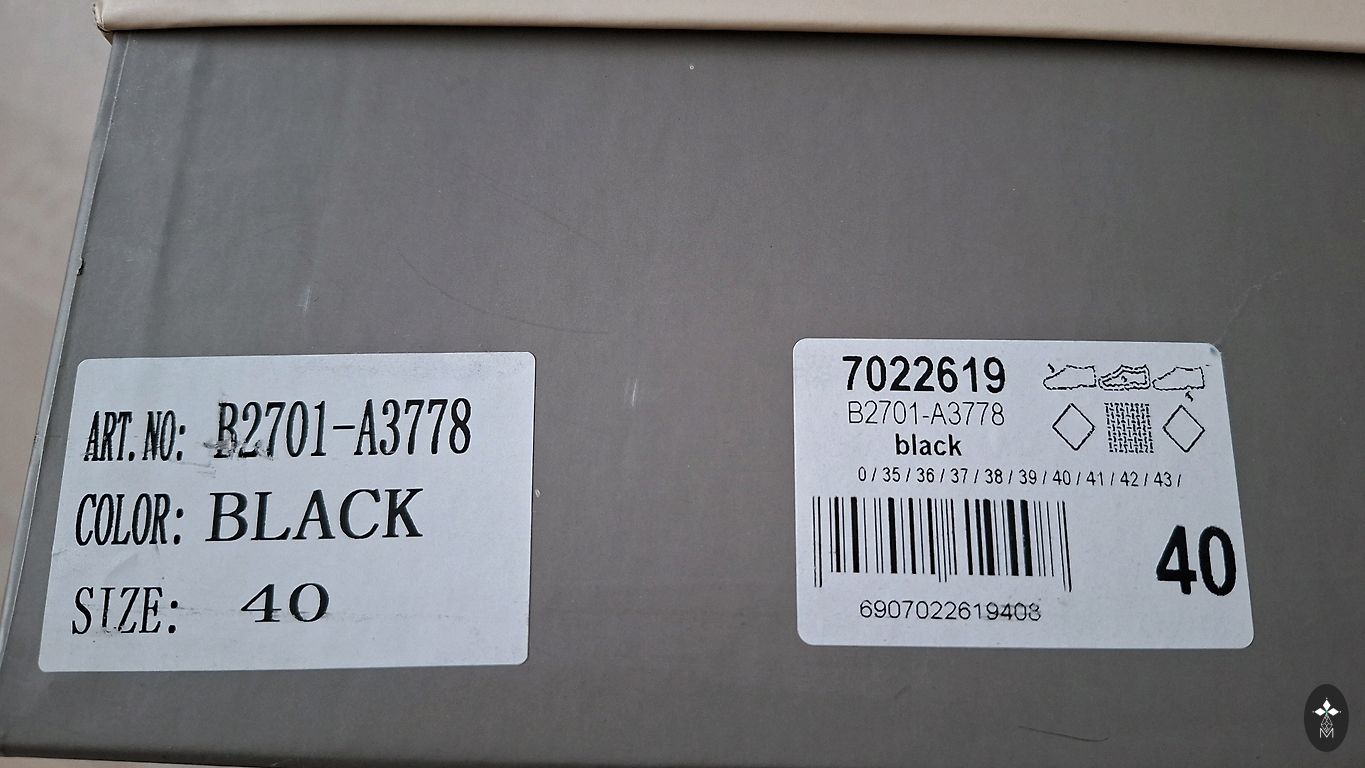 ART.NO: B2701-A3778
COLOR: BLACK
SIZE: 40
7022619
B2701-A3778
black
0 / 35 / 36 / 37 / 38 / 39 / 40 / 41 / 42 / 43 /
40
6907022619408
M